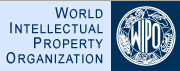 WORLD
INTELLECTUAL
PROPERTY
ORGANIZATION
WIPO